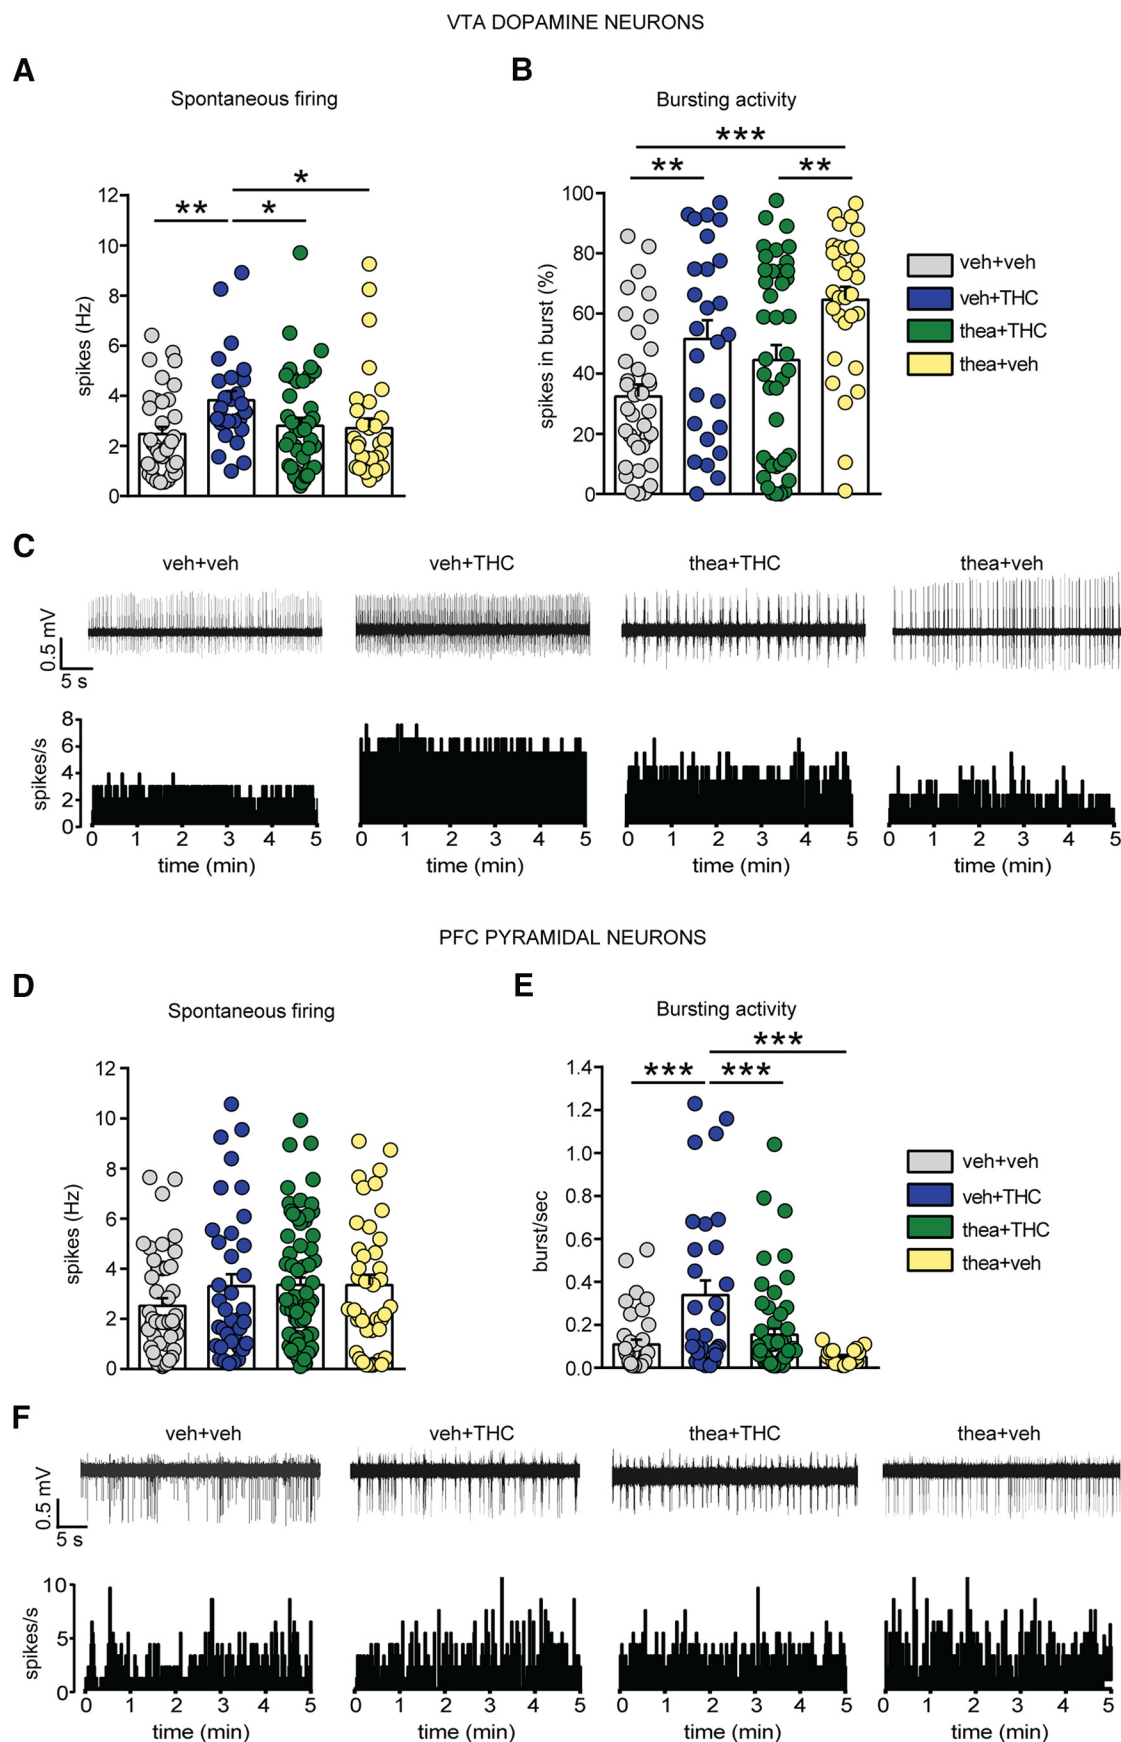 VTA DOPAMINE NEURONS
A
B
Spontaneous firing
Bursting activity
***
** **
*
** *
spikes (Hz)
12
10
8
6
4
2
0
spikes in burst (%)
100
80
60
40
20
0
veh+veh
veh+THC
thea+THC
thea+veh
C
veh+veh veh+THC thea+THC thea+veh
0.5 mV
5 s
spikes/s
8
6
4
2
0
0 1 2 3 4 5 0 1 2 3 4 5 0 1 2 3 4 5 0 1 2 3 4 5
time (min) time (min) time (min) time (min)
PFC PYRAMIDAL NEURONS
D
E
Spontaneous firing
Bursting activity
***
*** ***
spikes (Hz)
12
10
8
6
4
2
0
burst/sec
1.4
1.2
1.0
0.8
0.6
0.4
0.2
0.0
veh+veh
veh+THC
thea+THC
thea+veh
F
veh+veh veh+THC thea+THC thea+veh
0.5 mV
5 s
spikes/s
10
5
0
0 1 2 3 4 5 0 1 2 3 4 5 0 1 2 3 4 5 0 1 2 3 4 5
time (min) time (min) time (min) time (min)